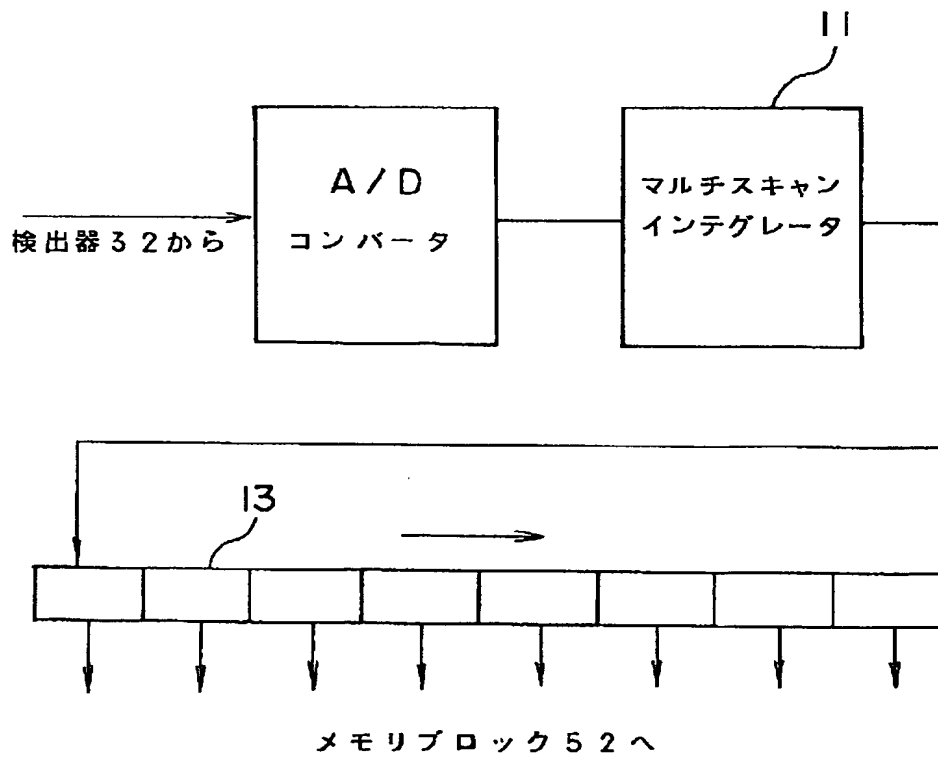 11
A/D
コンバータ
マルチスキャン
インテグレータ
検出器32から
13
メモリブロック52へ